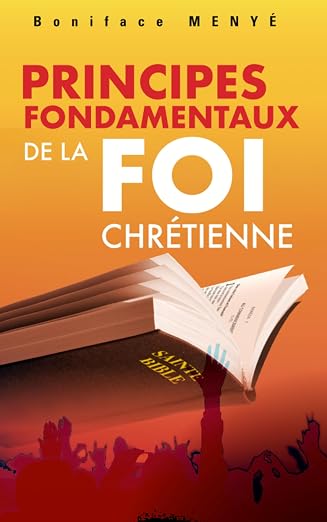 Boniface MENYÉ
PRINCIPES
FONDAMENTAUX
DE LA
FOI
CHRÉTIENNE
SAINTE
BIBLE